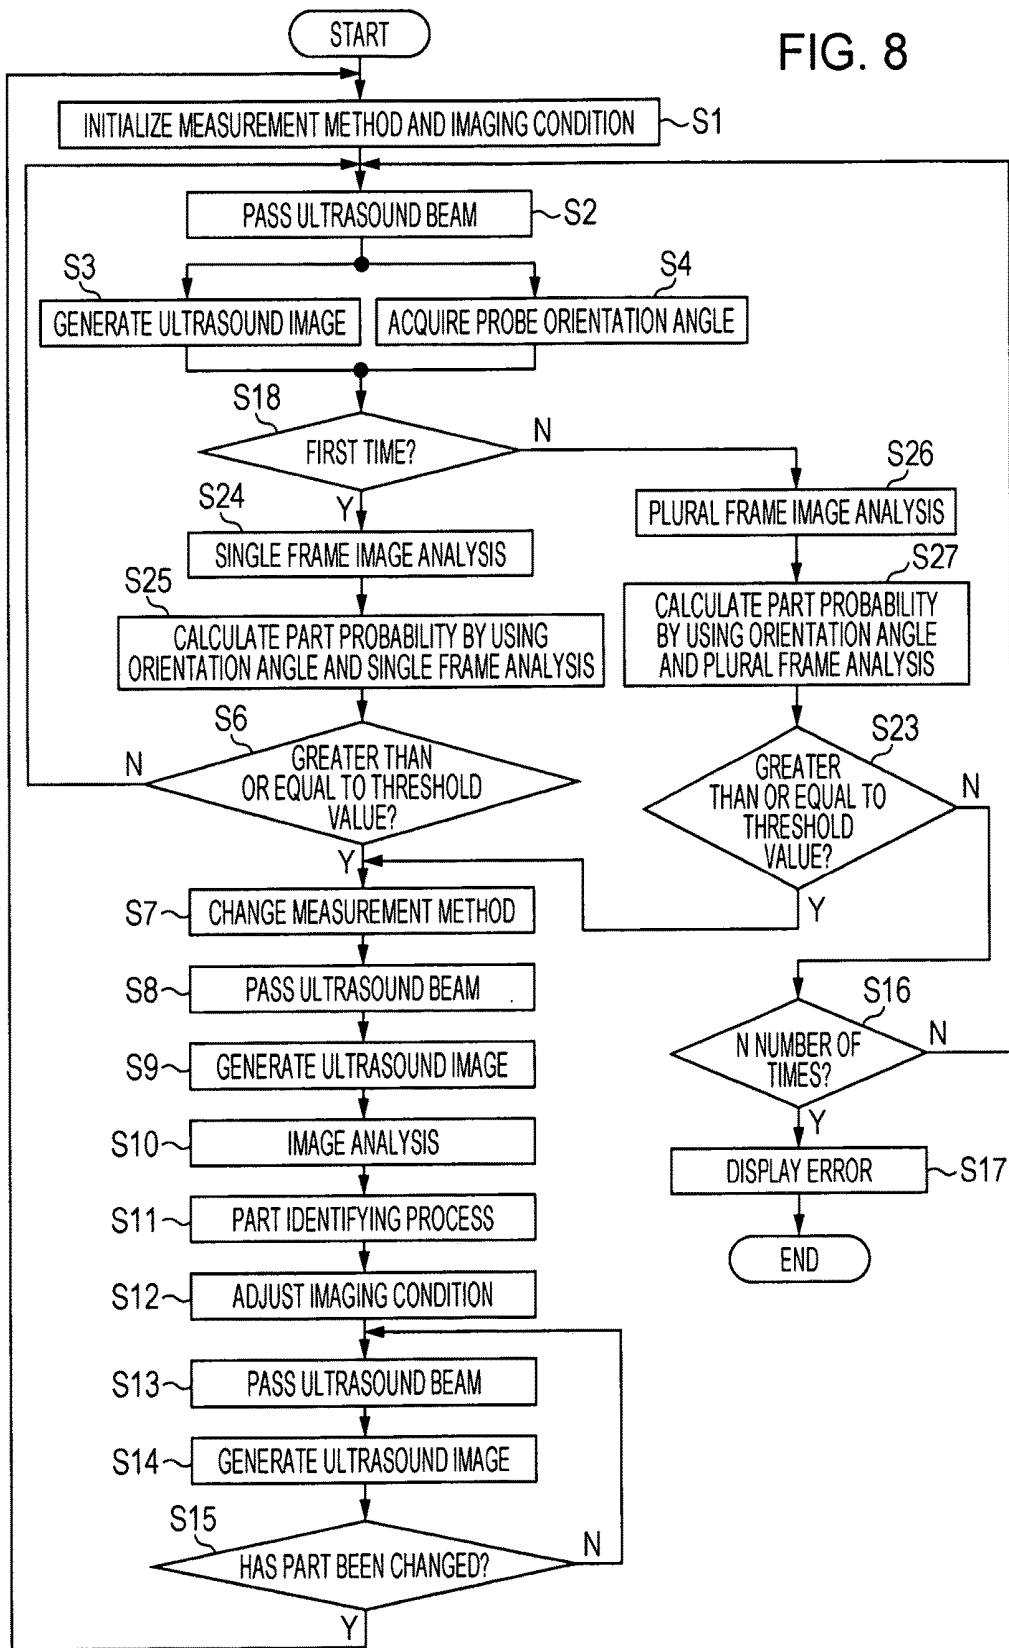 FIG. 8
START
INITIALIZE MEASUREMENT METHOD AND IMAGING CONDITION
S1
PASS ULTRASOUND BEAM
S2
S3
GENERATE ULTRASOUND IMAGE
S4
ACQUIRE PROBE ORIENTATION ANGLE
S18
FIRST TIME?
N
Y
S24
SINGLE FRAME IMAGE ANALYSIS
S25
CALCULATE PART PROBABILITY BY USING
ORIENTATION ANGLE AND SINGLE FRAME ANALYSIS
S6
N
GREATER THAN
OR EQUAL TO THRESHOLD
VALUE?
Y
S26
PLURAL FRAME IMAGE ANALYSIS
S27
CALCULATE PART PROBABILITY
BY USING ORIENTATION ANGLE
AND PLURAL FRAME ANALYSIS
S23
GREATER
THAN OR EQUAL TO
THRESHOLD
VALUE?
N
Y
S7
CHANGE MEASUREMENT METHOD
S8
PASS ULTRASOUND BEAM
S9
GENERATE ULTRASOUND IMAGE
S10
IMAGE ANALYSIS
S11
PART IDENTIFYING PROCESS
S12
ADJUST IMAGING CONDITION
S13
PASS ULTRASOUND BEAM
S14
GENERATE ULTRASOUND IMAGE
S15
HAS PART BEEN CHANGED?
N
Y
S16
N NUMBER OF
TIMES?
N
Y
DISPLAY ERROR
S17
END